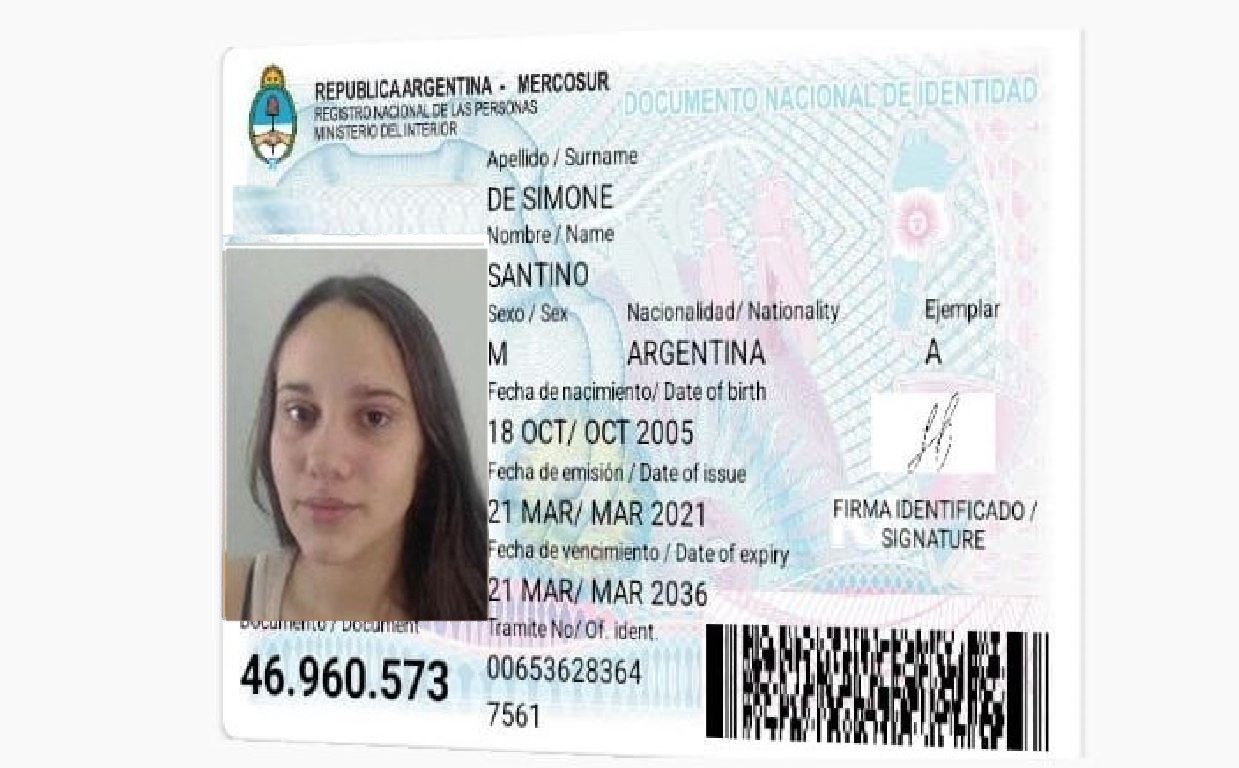 REPUBLICA ARGENTINA - MERCOSUR
REGISTRO NACIONAL DE LAS PERSONAS
MINISTERIO DEL INTERIOR
DOCUMENTO NACIONAL DE IDENTIDAD
Apellido / Surname
DE SIMONE
Nombre / Name
SANTINO
Sexo / Sex Nacionalidad/ Nationality Ejemplar
M ARGENTINA A
Fecha de nacimiento/ Date of birth
18 OCT/ OCT 2005
Fecha de emisión / Date of issue
21 MAR/ MAR 2021
Fecha de vencimiento / Date of expiry
21 MAR/ MAR 2036
FIRMA IDENTIFICADO /
SIGNATURE
Documento / Document
46.960.573
Tramite No/ Of. ident.
00653628364
7561